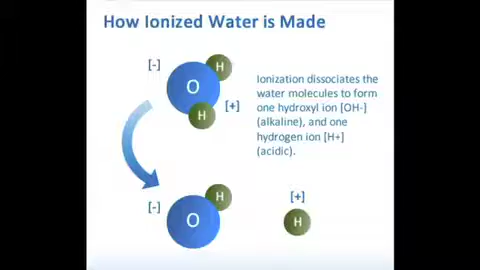 How Ionized Water is Made
[-]
H
O
H
[+]
Ionization dissociates the
water molecules to form
one hydroxyl ion [OH-]
(alkaline), and one
hydrogen ion [H+]
(acidic).
[-]
H
O
[+]
H